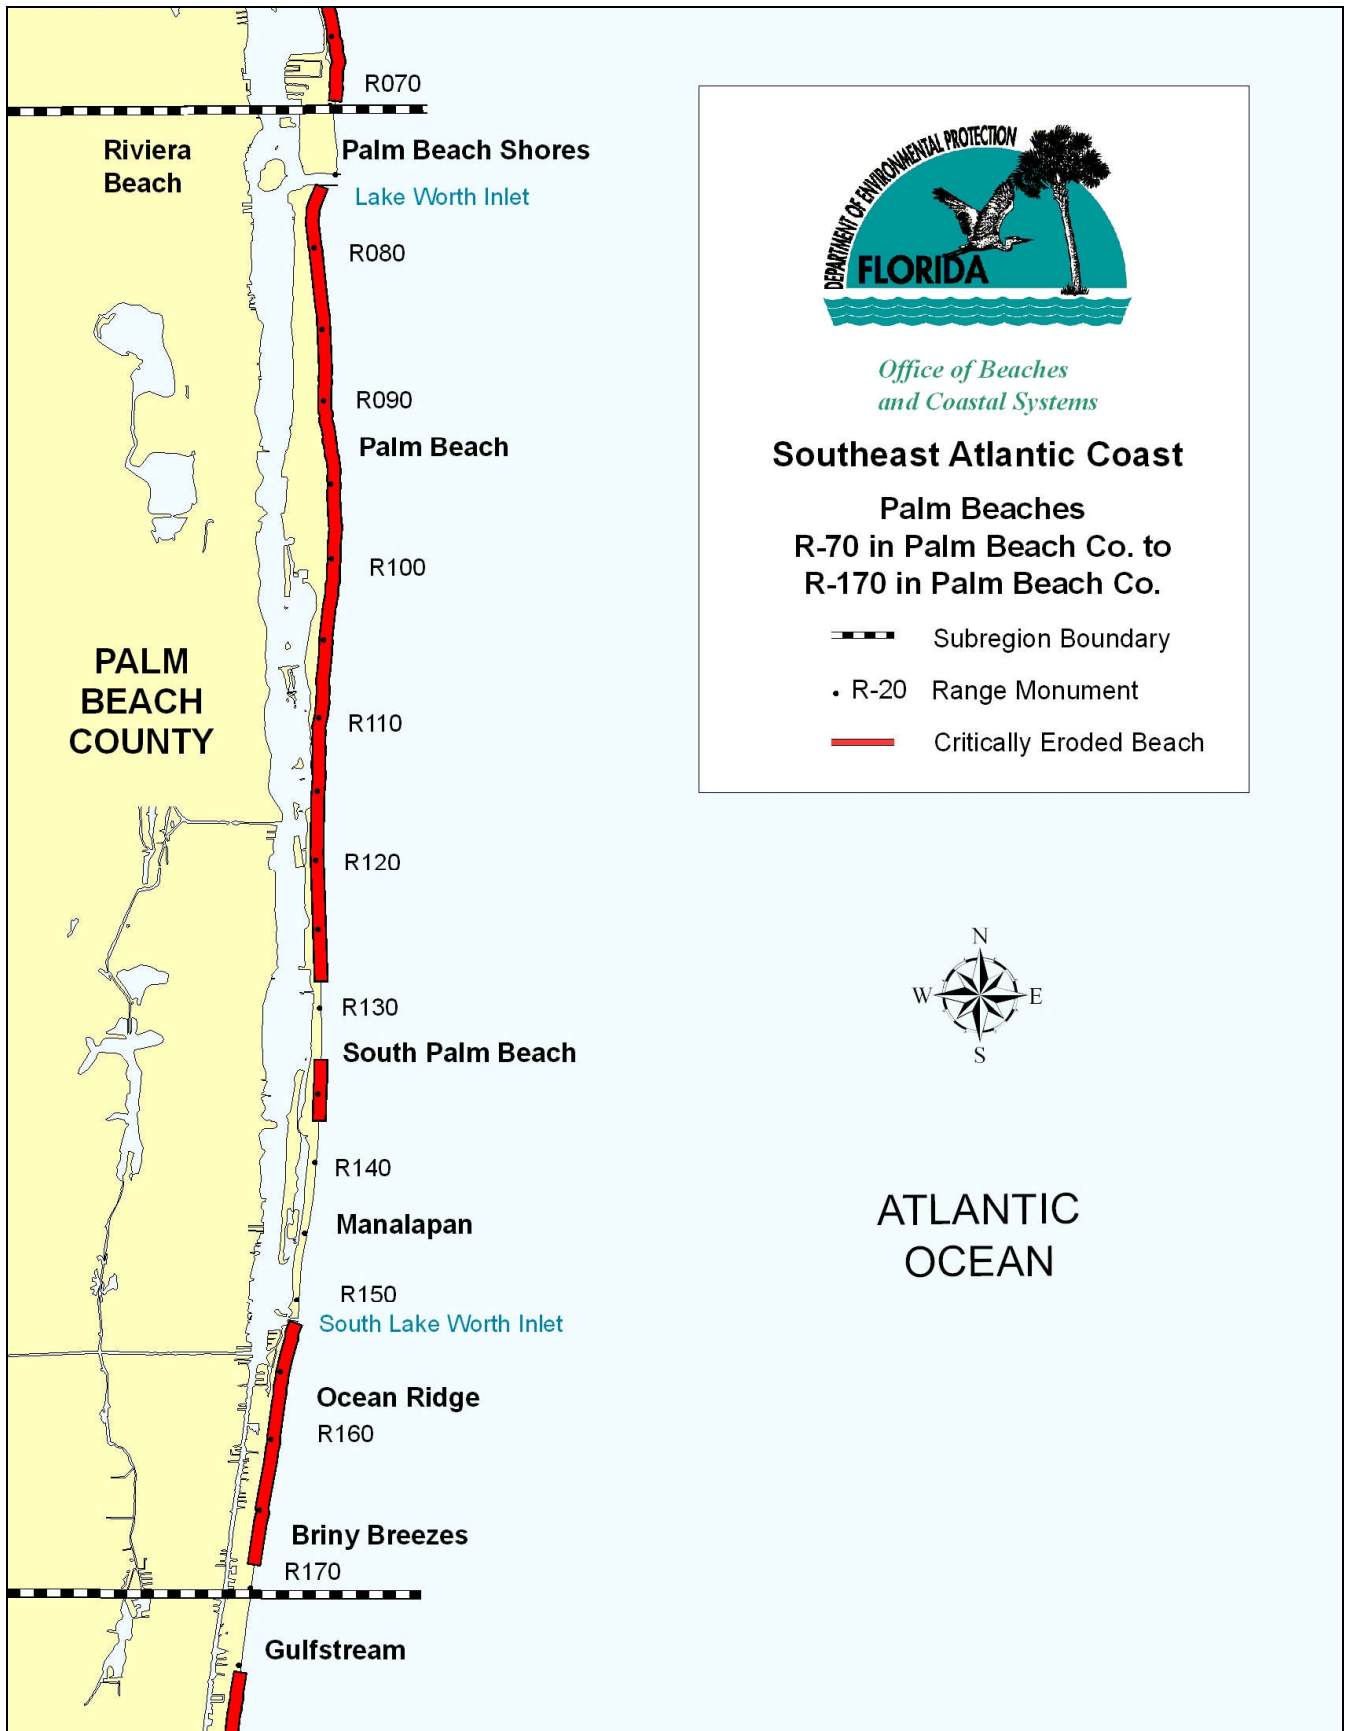 R070
Riviera
Beach
Palm Beach Shores
Lake Worth Inlet
R080
R090
Palm Beach
R100
PALM
BEACH
COUNTY
R110
R120
R130
South Palm Beach
R140
Manalapan
R150
South Lake Worth Inlet
Ocean Ridge
R160
Briny Breezes
R170
Gulfstream
DEPARTMENT OF ENVIRONMENTAL PROTECTION
FLORIDA
Office of Beaches
and Coastal Systems
Southeast Atlantic Coast
Palm Beaches
R-70 in Palm Beach Co. to
R-170 in Palm Beach Co.
Subregion Boundary
R-20 Range Monument
Critically Eroded Beach
N
W E
S
ATLANTIC
OCEAN